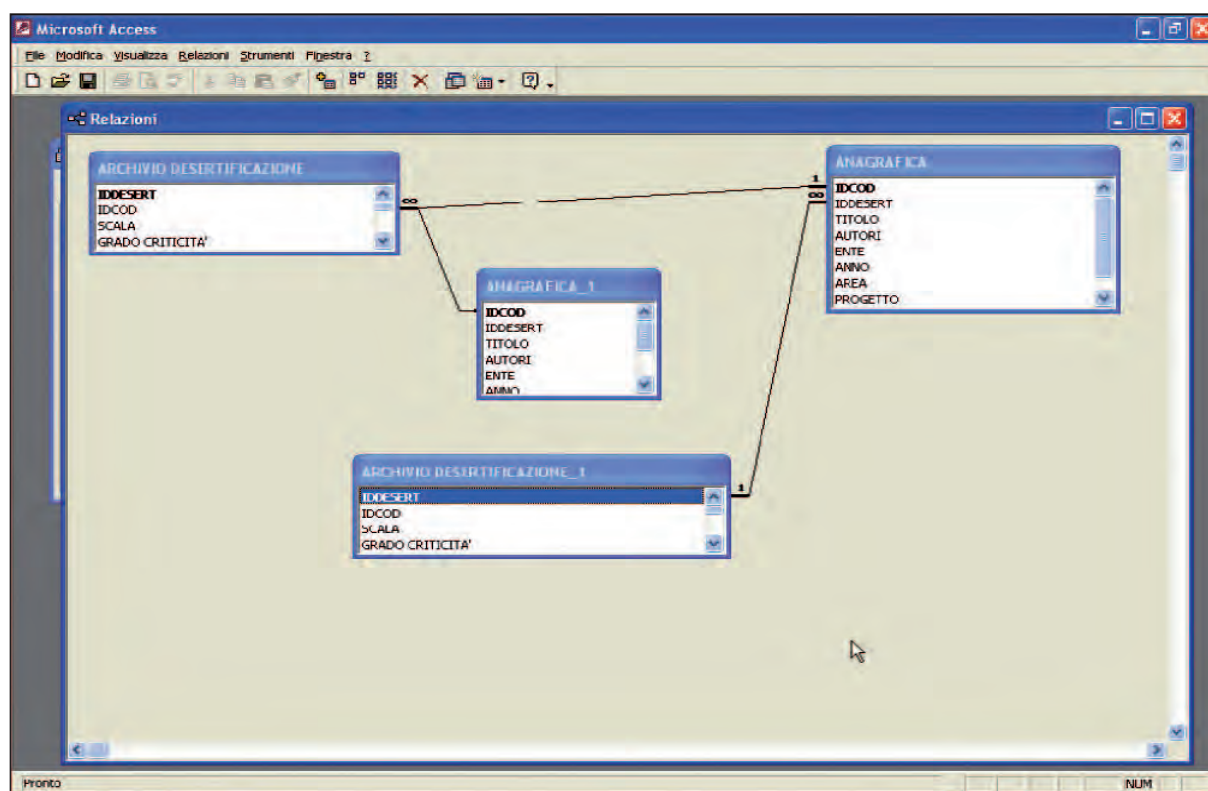 Microsoft Access
File Modifica Visualizza Relazioni Strumenti Finestra ?
Relazioni
ARCHIVIO DESERTIFICAZIONE
IDDESERT
IDCOD
SCALA
GRADO CRITICITA'
∞
1
∞
ANAGRAFICA
IDCOD
IDDESERT
TITOLO
AUTORI
ENTE
ANNO
AREA
PROGETTO
ANAGRAFICA_1
IDCOD
IDDESERT
TITOLO
AUTORI
ENTE
ANNO
ARCHIVIO DESERTIFICAZIONE_1
IDDESERT
IDCOD
SCALA
GRADO CRITICITA'
1
Pronto
NUM